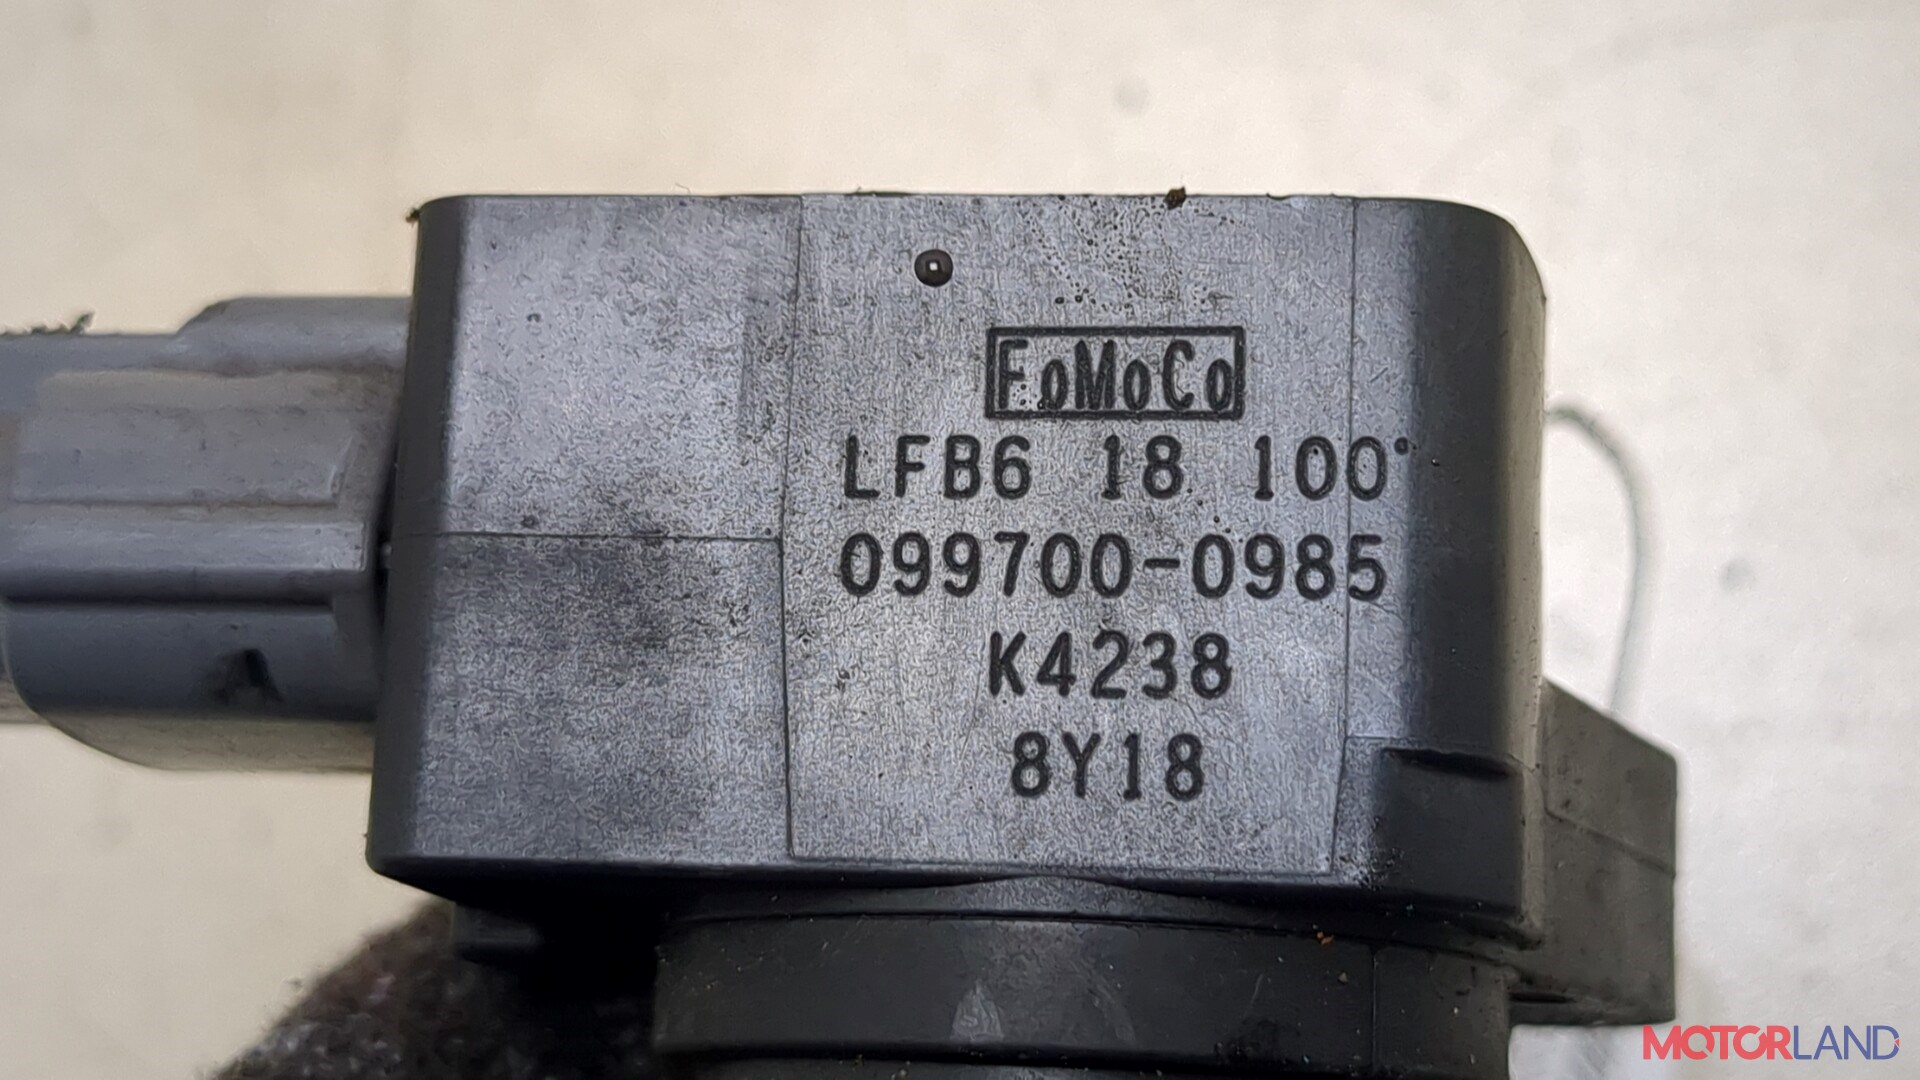 FoMoCo
LFB6 18 100°
099700-0985
K4238
8Y18
MOTORLAND